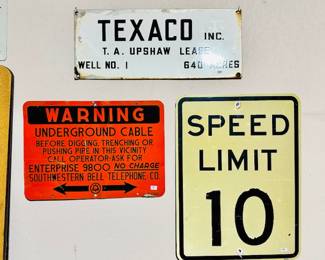 TEXACO INC.
T. A. UPSHAW LEASE
WELL NO. 1 640 ACRES
WARNING
UNDERGROUND CABLE
BEFORE DIGGING, TRENCHING OR
PUSHING PIPE IN THIS VICINITY
CALL OPERATOR-ASK FOR
ENTERPRISE 9800 NO CHARGE
SOUTHWESTERN BELL TELEPHONE CO.
SPEED
LIMIT
10